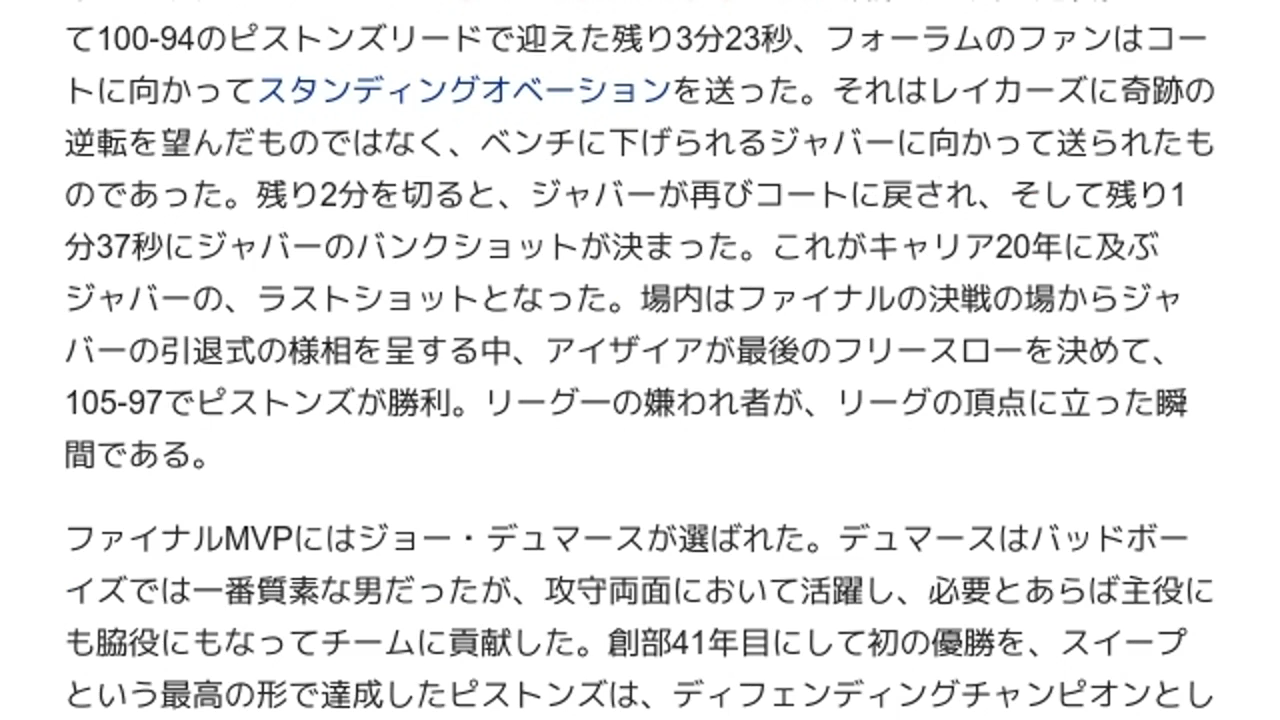 て100-94のピストンズリードで迎えた残り3分23秒、フォーラムのファンはコー
トに向かってスタンディングオベーションを送った。それはレイカーズに奇跡の
逆転を望んだものではなく、ベンチに下げられるジャバーに向かって送られたも
のであった。残り2分を切ると、ジャバーが再びコートに戻され、そして残り1
分37秒にジャバーのバンクショットが決まった。これがキャリア20年に及ぶ
ジャバーの、ラストショットとなった。場内はファイナルの決戦の場からジャ
バーの引退式の様相を呈する中、アイザイアが最後のフリースローを決めて、
105-97でピストンズが勝利。リーグ一の嫌われ者が、リーグの頂点に立った瞬
間である。
ファイナルMVPにはジョー・デュマースが選ばれた。デュマースはバッドボー
イズでは一番質素な男だったが、攻守両面において活躍し、必要とあらば主役に
も脇役にもなってチームに貢献した。創部41年目にして初の優勝を、スイープ
という最高の形で達成したピストンズは、ディフェンディングチャンピオンとし